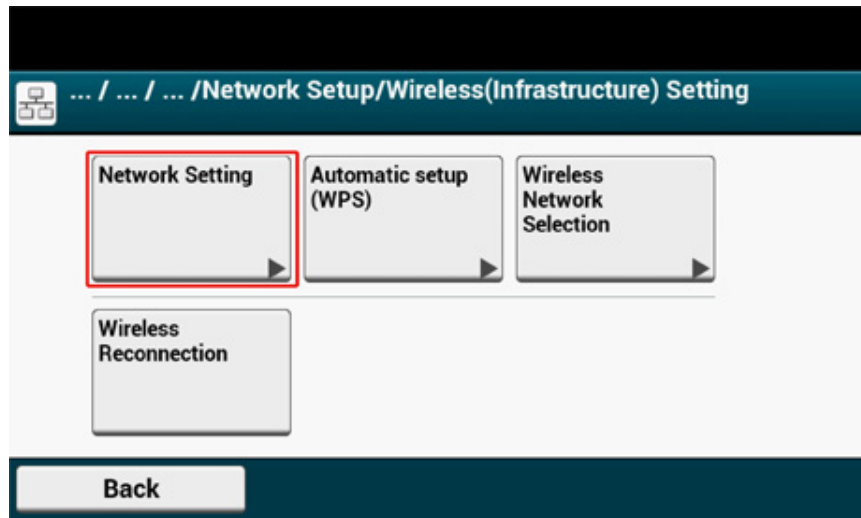 ... / ... / ... /Network Setup/Wireless(Infrastructure) Setting
Network Setting
Automatic setup
(WPS)
Wireless
Network
Selection
Wireless
Reconnection
Back